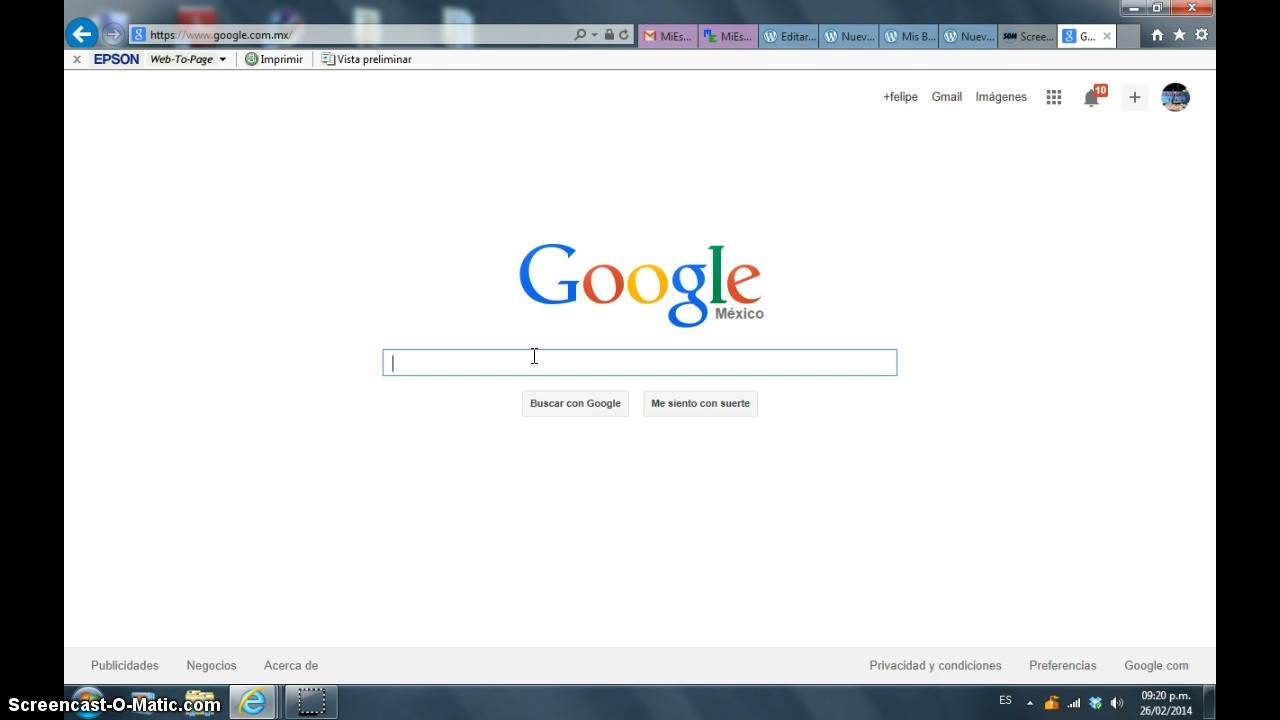 https://www.google.com.mx/
MiEs...
MiEs...
Editar...
Nuev...
Mis B...
Nuev...
SOM Scree...
G...
x EPSON Web-To-Page Imprimir Vista preliminar
+felipe Gmail Imágenes 10
Google
México
Buscar con Google Me siento con suerte
Publicidades Negocios Acerca de Privacidad y condiciones Preferencias Google.com
ES 09:20 p.m.
26/02/2014
Screencast-O-Matic.com